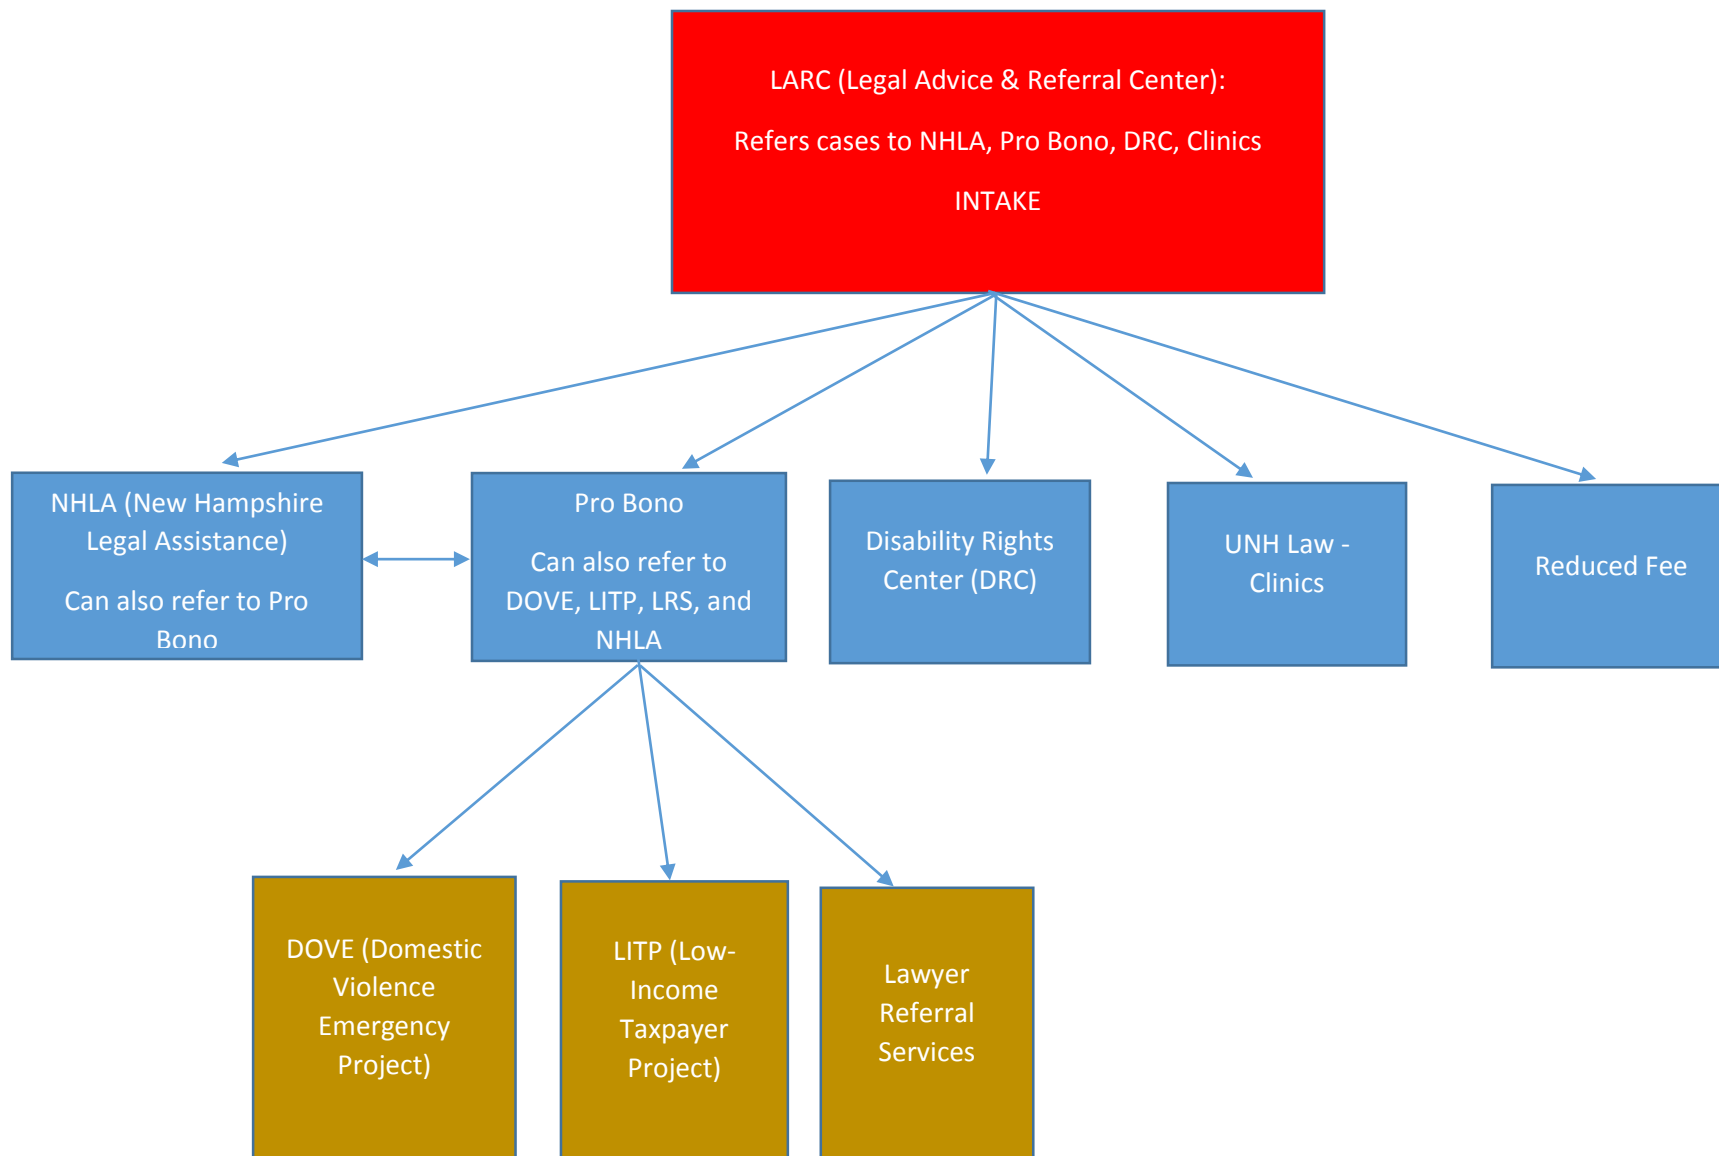 LARC (Legal Advice & Referral Center):
Refers cases to NHLA, Pro Bono, DRC, Clinics
INTAKE
NHLA (New Hampshire
Legal Assistance)
Can also refer to Pro
Bono
Pro Bono
Can also refer to
DOVE, LITP, LRS, and
NHLA
Disability Rights
Center (DRC)
UNH Law -
Clinics
Reduced Fee
DOVE (Domestic
Violence
Emergency
Project)
LITP (Low-
Income
Taxpayer
Project)
Lawyer
Referral
Services